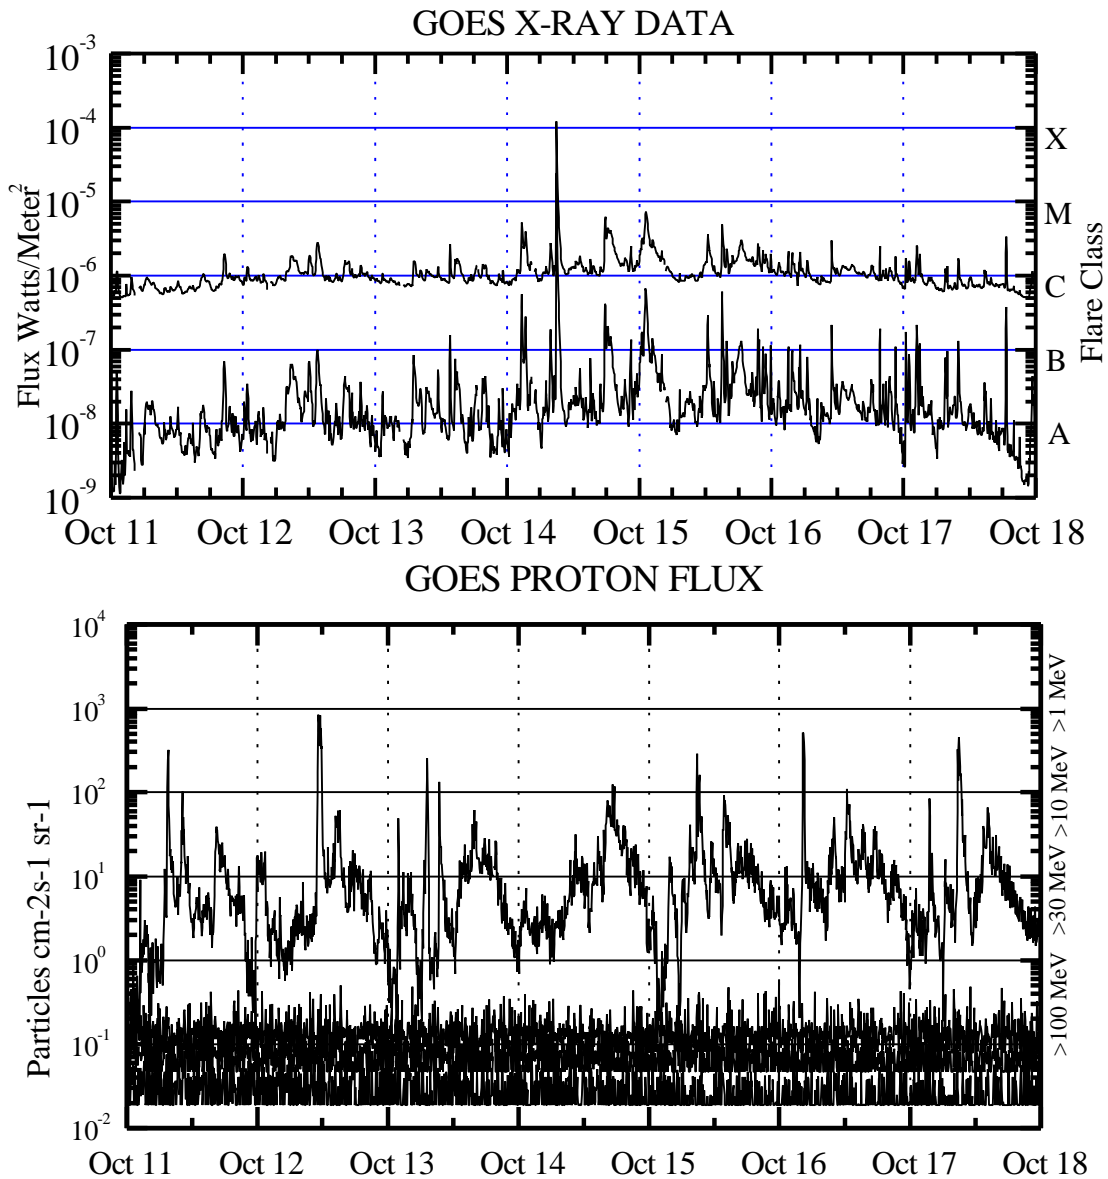 GOES X-RAY DATA
10-3
10-4
10-5
10-6
10-7
10-8
10-9
Flux Watts/Meter2
X
M
C
B
A
Flare Class
Oct 11 Oct 12 Oct 13 Oct 14 Oct 15 Oct 16 Oct 17 Oct 18
GOES PROTON FLUX
104
103
102
101
100
10-1
10-2
Particles cm-2s-1 sr-1
>100 MeV >30 MeV >10 MeV >1 MeV
Oct 11 Oct 12 Oct 13 Oct 14 Oct 15 Oct 16 Oct 17 Oct 18